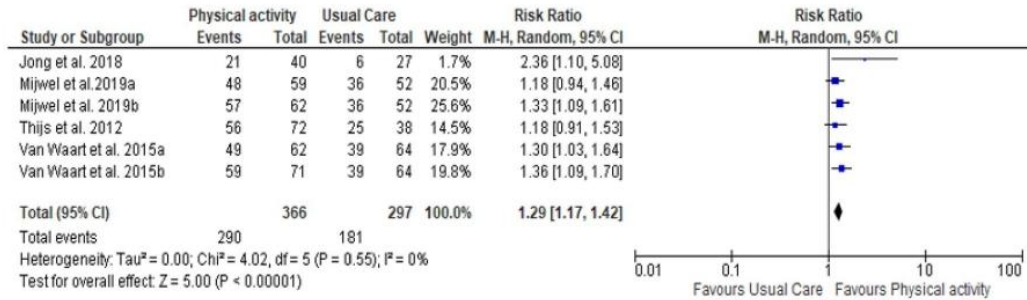 Physical activity Usual Care Risk Ratio Risk Ratio
Study or Subgroup Events Total Events Total Weight M-H, Random, 95% CI M-H, Random, 95% CI
Jong et al. 2018 21 40 6 27 1.7% 2.36 [1.10, 5.08]
Mijwel et al.2019a 48 59 36 52 20.5% 1.18 [0.94, 1.46]
Mijwel et al. 2019b 57 62 36 52 25.6% 1.33 [1.09, 1.61]
Thijs et al. 2012 56 72 25 38 14.5% 1.18 [0.91, 1.53]
Van Waart et al. 2015a 49 62 39 64 17.9% 1.30 [1.03, 1.64]
Van Waart et al. 2015b 59 71 39 64 19.8% 1.36 [1.09, 1.70]
Total (95% CI) 366 297 100.0% 1.29 [1.17, 1.42]
Total events 290 181
Heterogeneity: Tau² = 0.00; Chi² = 4.02, df = 5 (P = 0.55); I² = 0%
Test for overall effect: Z = 5.00 (P < 0.00001)
0.01 0.1 1 10 100
Favours Usual Care Favours Physical activity